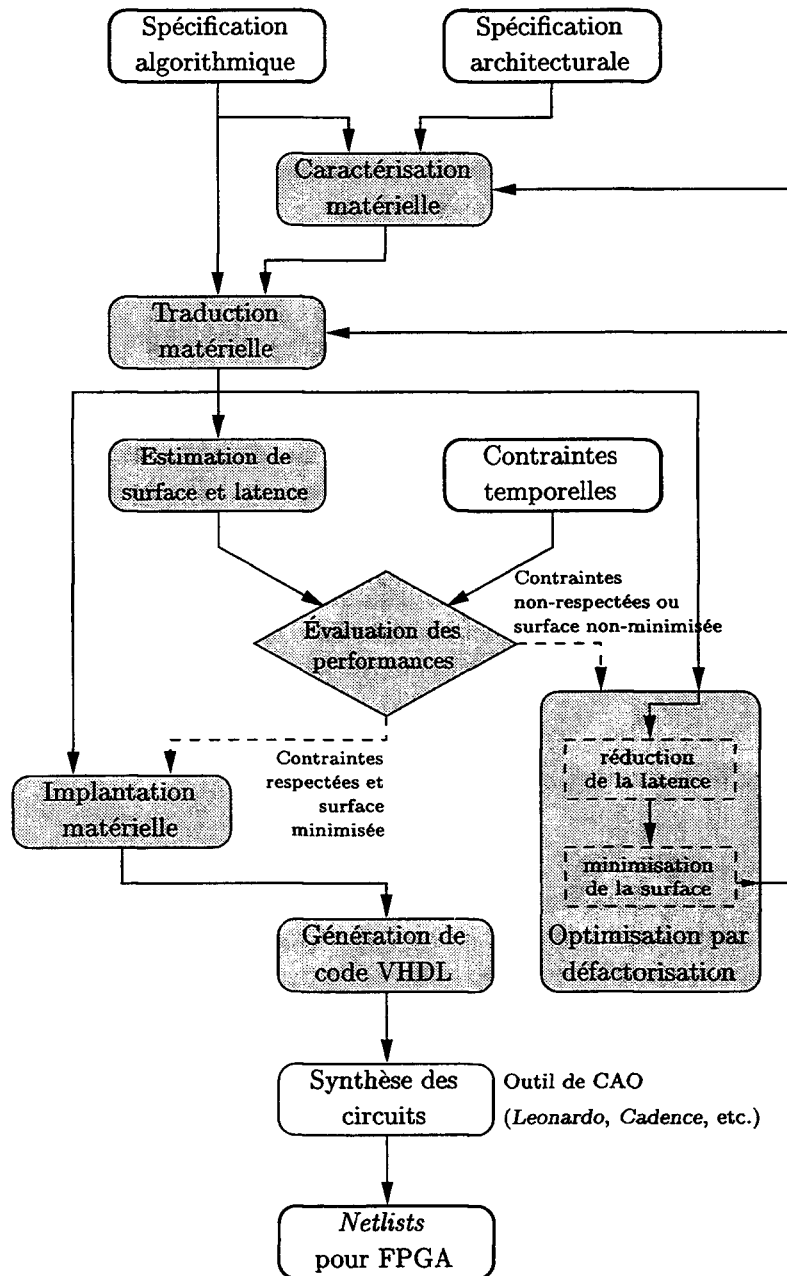 Spécification
algorithmique
Spécification
architecturale
Caractérisation
matérielle
Traduction
matérielle
Estimation de
surface et latence
Contraintes
temporelles
Contraintes
non-respectées ou
surface non-minimisée
Évaluation des
performances
réduction
de la latence
Contraintes
respectées et
surface
minimisée
Implantation
matérielle
minimisation
de la surface
Optimisation par
défactorisation
Génération de
code VHDL
Synthèse des
circuits
Outil de CAO
(Leonardo, Cadence, etc.)
Netlists
pour FPGA